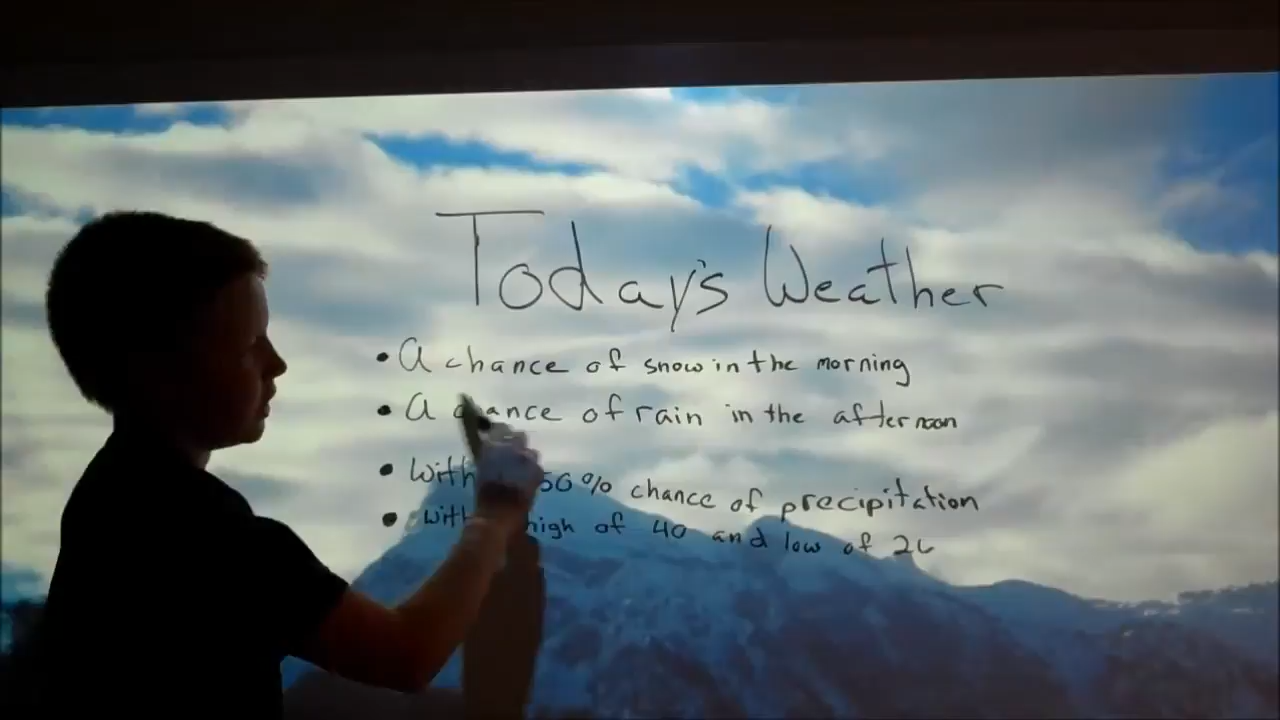 Today's Weather
• A chance of snow in the morning
• A chance of rain in the afternoon
• With 50% chance of precipitation
• With high of 40 and low of